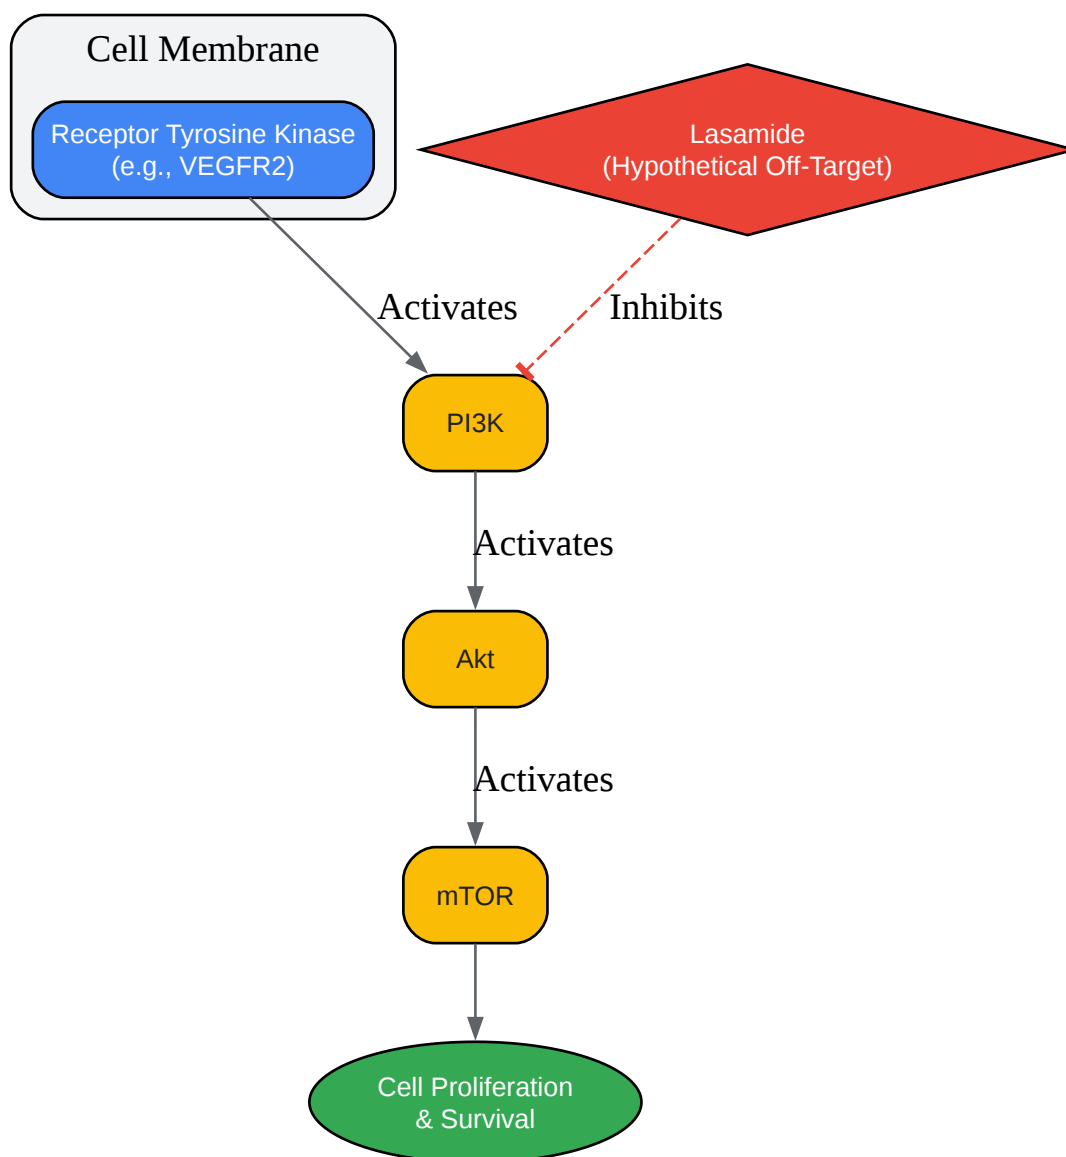 Cell Membrane
Receptor Tyrosine Kinase
(e.g., VEGFR2)
Lasamide
(Hypothetical Off-Target)
Activates
Inhibits
PI3K
Activates
Akt
Activates
mTOR
Cell Proliferation
& Survival